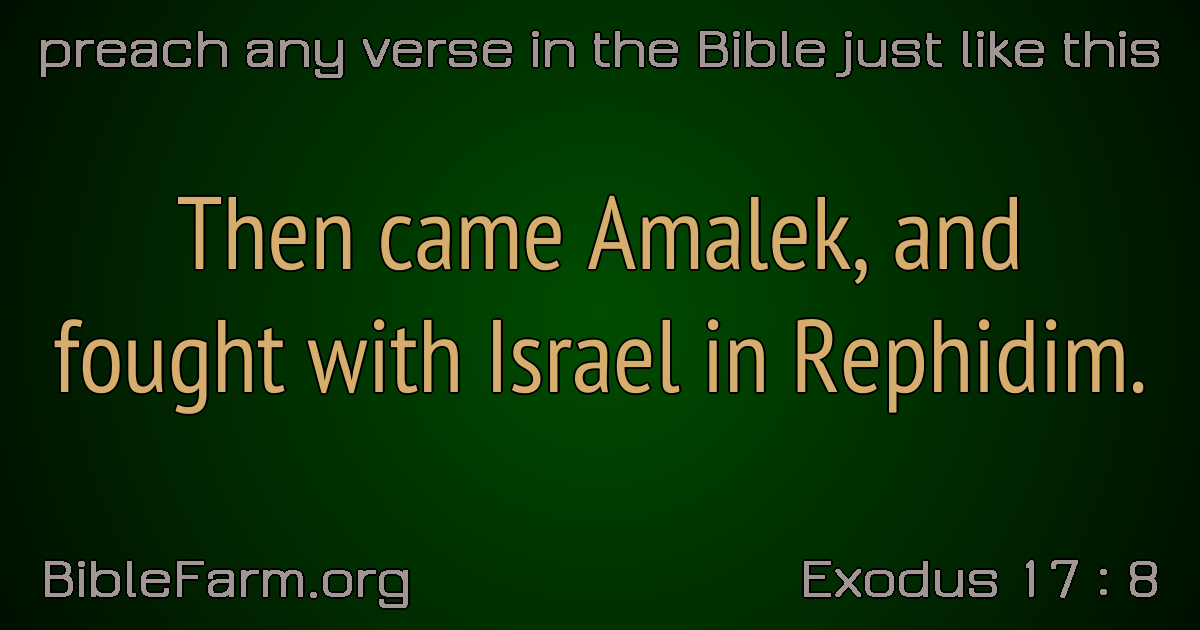 preach any verse in the Bible just like this
Then came Amalek, and
fought with Israel in Rephidim.
BibleFarm.org
Exodus 17 : 8